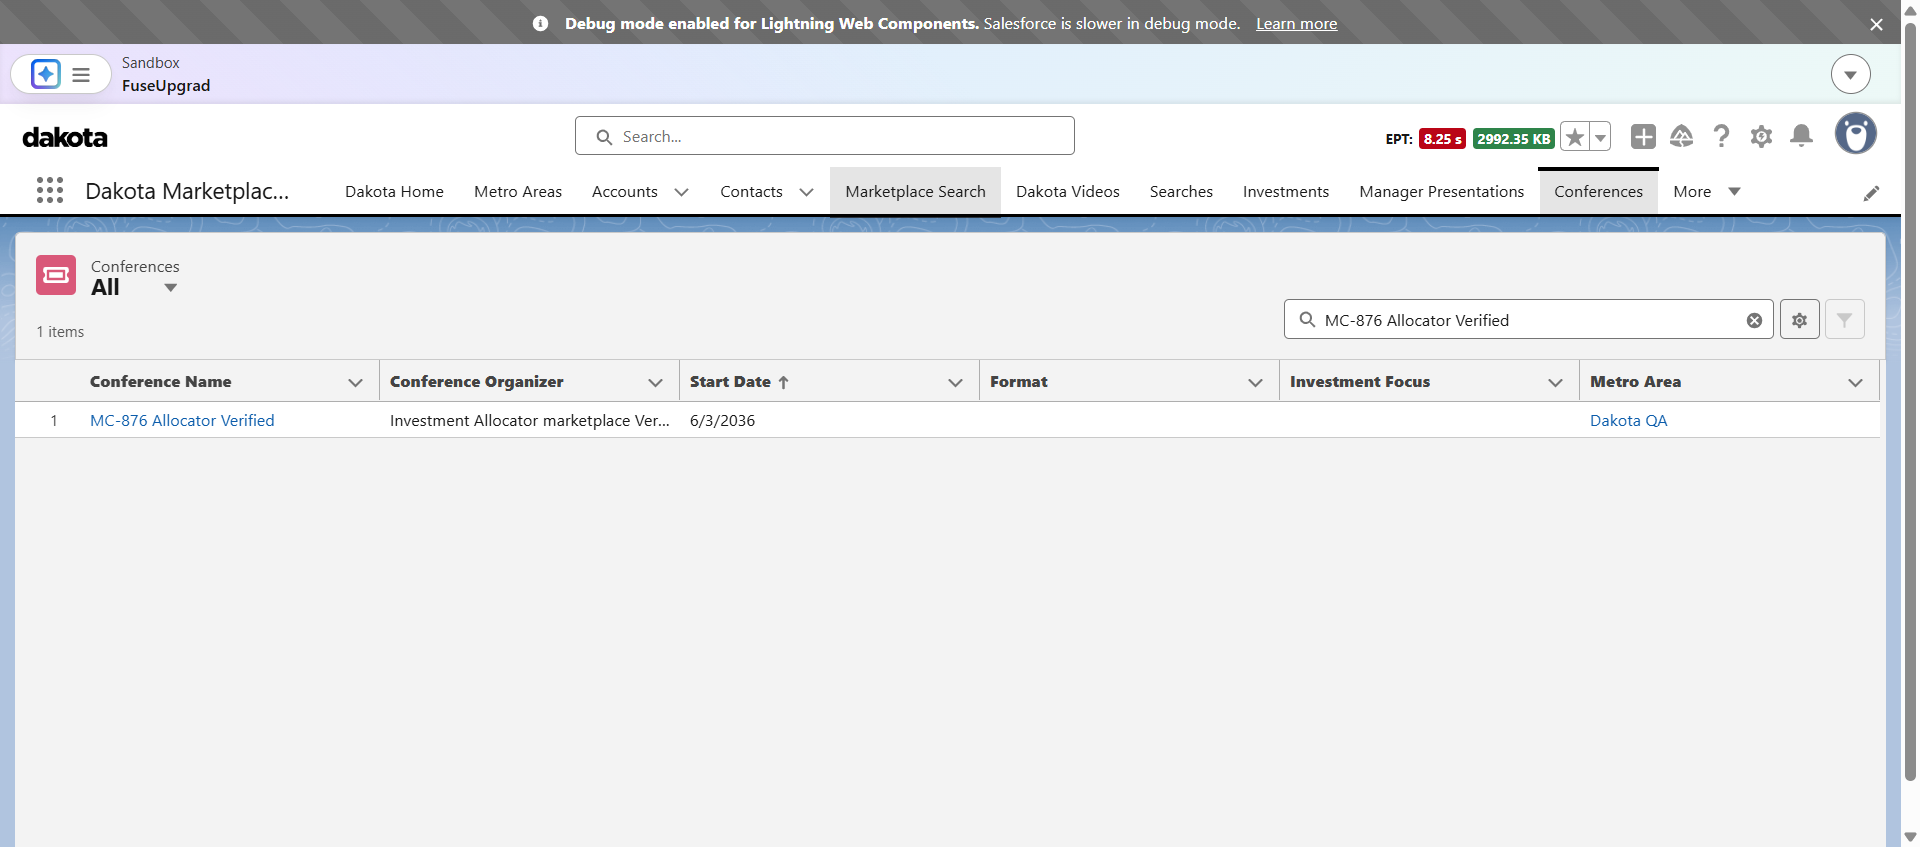 Debug mode enabled for Lightning Web Components. Salesforce is slower in debug mode. Learn more
Sandbox
FuseUpgrad
dakota
Search...
EPT: 8.25 s 2992.35 KB
Dakota Marketplac...
Dakota Home Metro Areas Accounts Contacts Marketplace Search Dakota Videos Searches Investments Manager Presentations Conferences More
Conferences
All
1 items
MC-876 Allocator Verified
Conference Name Conference Organizer Start Date Format Investment Focus Metro Area
1 MC-876 Allocator Verified Investment Allocator marketplace Ver... 6/3/2036 Dakota QA